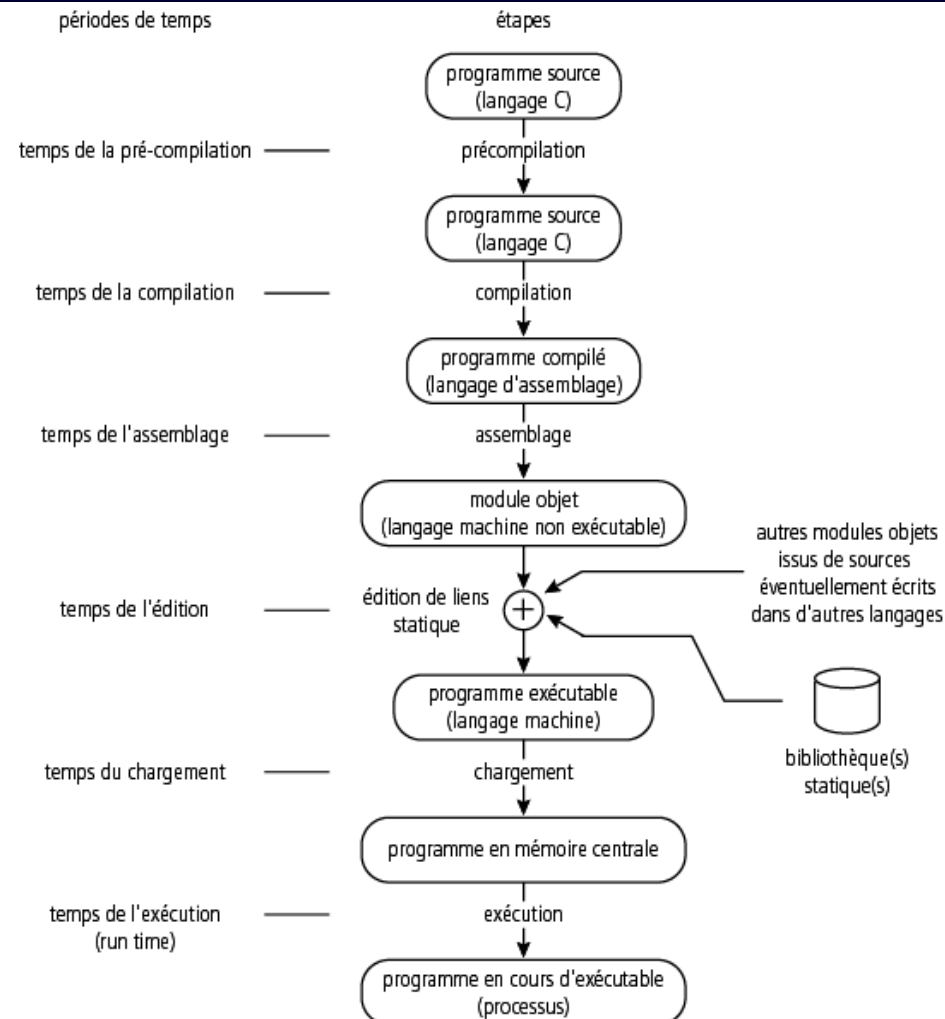 périodes de temps
étapes
programme source
(langage C)
temps de la pré-compilation
précompilation
programme source
(langage C)
temps de la compilation
compilation
programme compilé
(langage d'assemblage)
temps de l'assemblage
assemblage
module objet
(langage machine non exécutable)
autres modules objets
issus de sources
éventuellement écrits
dans d'autres langages
temps de l'édition
édition de liens
statique
programme exécutable
(langage machine)
bibliothèque(s)
statique(s)
temps du chargement
chargement
programme en mémoire centrale
temps de l'exécution
(run time)
exécution
programme en cours d'exécutable
(processus)